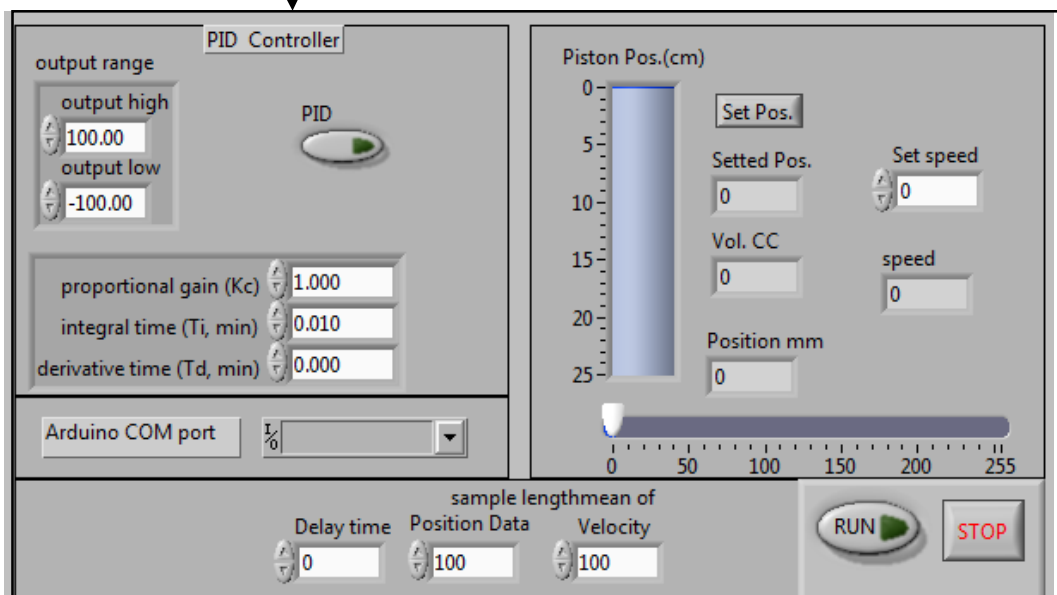 PID Controller
output range
output high
100.00
output low
-100.00
PID
proportional gain (Kc) 1.000
integral time (Ti, min) 0.010
derivative time (Td, min) 0.000
Arduino COM port
I/O
Piston Pos.(cm)
0
5
10
15
20
25
Set Pos.
Setted Pos.
0
Set speed
0
Vol. CC
0
speed
0
Position mm
0
0 50 100 150 200 255
sample lengthmean of
Delay time Position Data Velocity
0 100 100
RUN
STOP